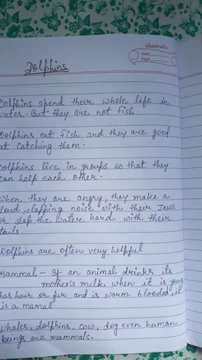 Dolphins
Dolphins spend their whole life in
water. But they are not fish
Dolphins eat fish and they are good
at catching them.
Dolphins live in groups so that they
can help each other.
When they are angry, they make a
loud clapping noise with their Jaws
or slap the water hard with their
tails
Dolphins are often very helpful
mammal - If an animal drinks its
mother's milk when it is young
has hair or fur and is warm blooded, it
is a mamal
whales, dolphins, cow, dog even human
beings are mammals.